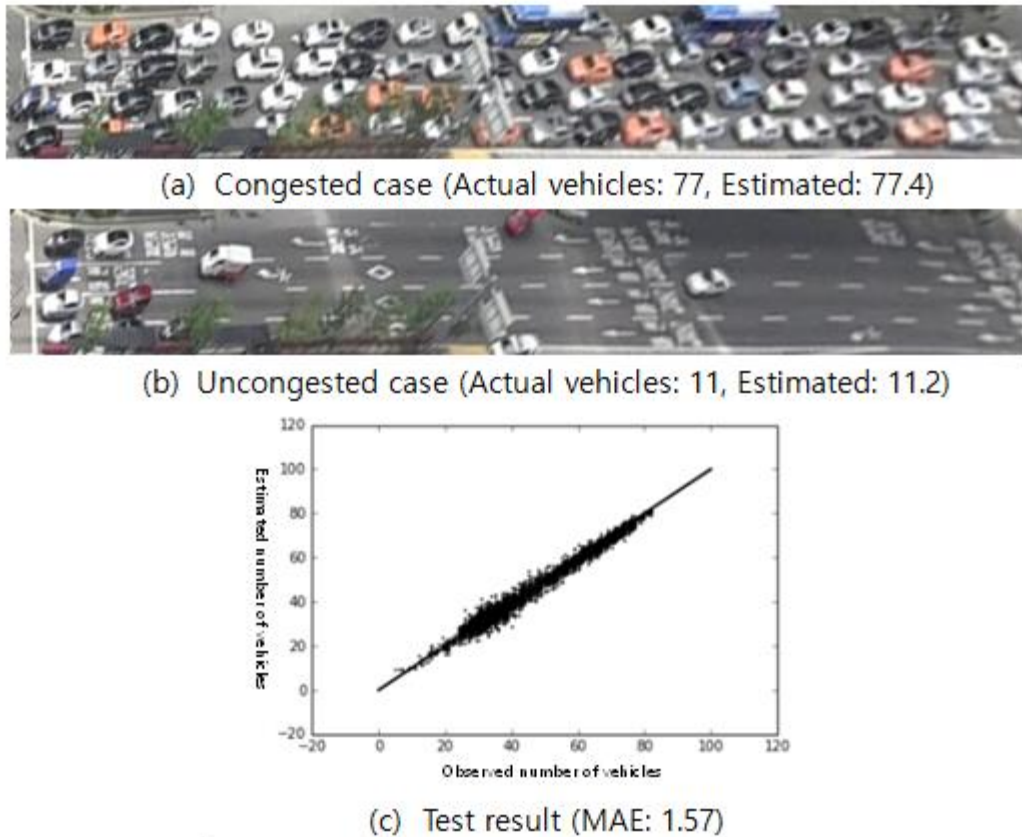 (a) Congested case (Actual vehicles: 77, Estimated: 77.4)
(b) Uncongested case (Actual vehicles: 11, Estimated: 11.2)
120
100
80
60
40
20
0
−20
Estimated number of vehicles
−20 0 20 40 60 80 100 120
Observed number of vehicles
(c) Test result (MAE: 1.57)